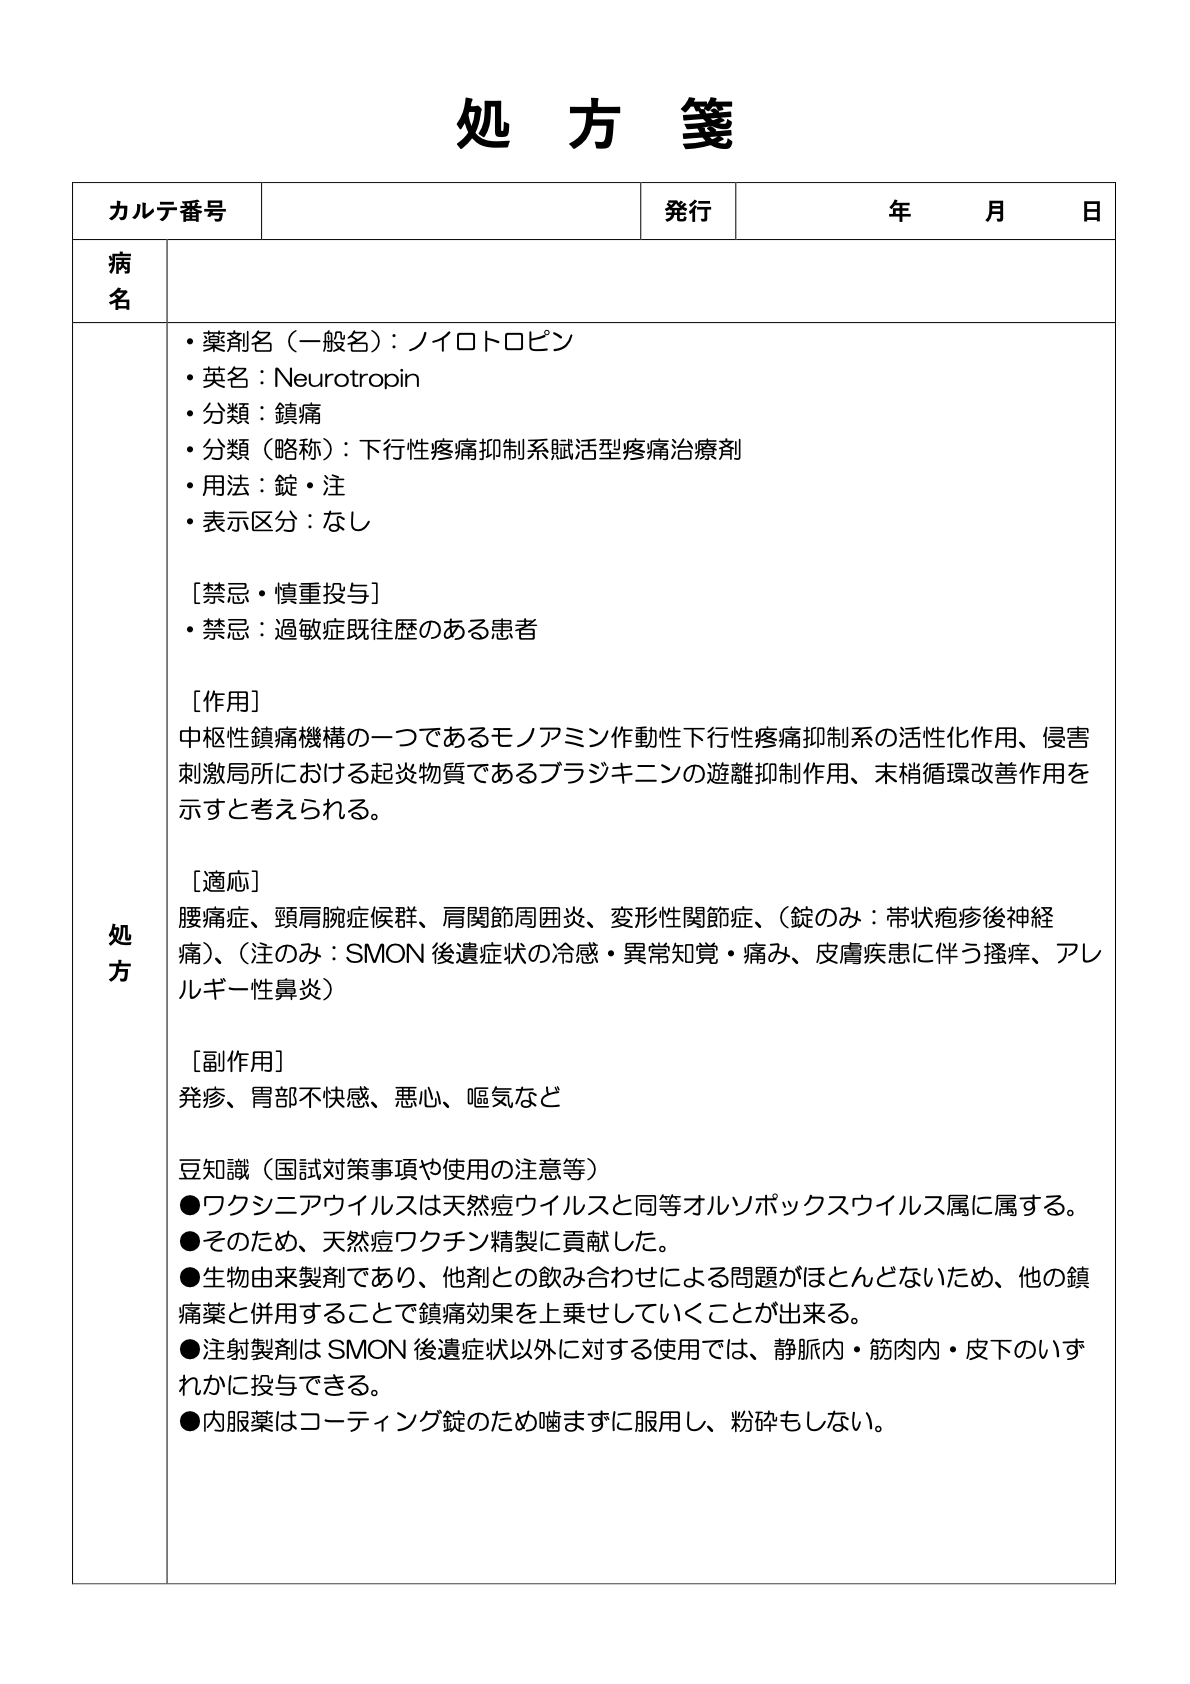 処　方　箋
カルテ番号　発行　年　月　日
病
名
・薬剤名（一般名）：ノイロトロピン
・英名：Neurotropin
・分類：鎮痛
・分類（略称）：下行性疼痛抑制系賦活型疼痛治療剤
・用法：錠・注
・表示区分：なし
［禁忌・慎重投与］
・禁忌：過敏症既往歴のある患者
［作用］
中枢性鎮痛機構の一つであるモノアミン作動性下行性疼痛抑制系の活性化作用、侵害
刺激局所における起炎物質であるブラジキニンの遊離抑制作用、末梢循環改善作用を
示すと考えられる。
［適応］
腰痛症、頸肩腕症候群、肩関節周囲炎、変形性関節症、（錠のみ：帯状疱疹後神経
痛）、（注のみ：SMON 後遺症状の冷感・異常知覚・痛み、皮膚疾患に伴う掻痒、アレ
ルギー性鼻炎）
［副作用］
発疹、胃部不快感、悪心、嘔気など
豆知識（国試対策事項や使用の注意等）
●ワクシニアウイルスは天然痘ウイルスと同等オルソポックスウイルス属に属する。
●そのため、天然痘ワクチン精製に貢献した。
●生物由来製剤であり、他剤との飲み合わせによる問題がほとんどないため、他の鎮
痛薬と併用することで鎮痛効果を上乗せしていくことが出来る。
●注射製剤は SMON 後遺症状以外に対する使用では、静脈内・筋肉内・皮下のいず
れかに投与できる。
●内服薬はコーティング錠のため噛まずに服用し、粉砕もしない。
処
方